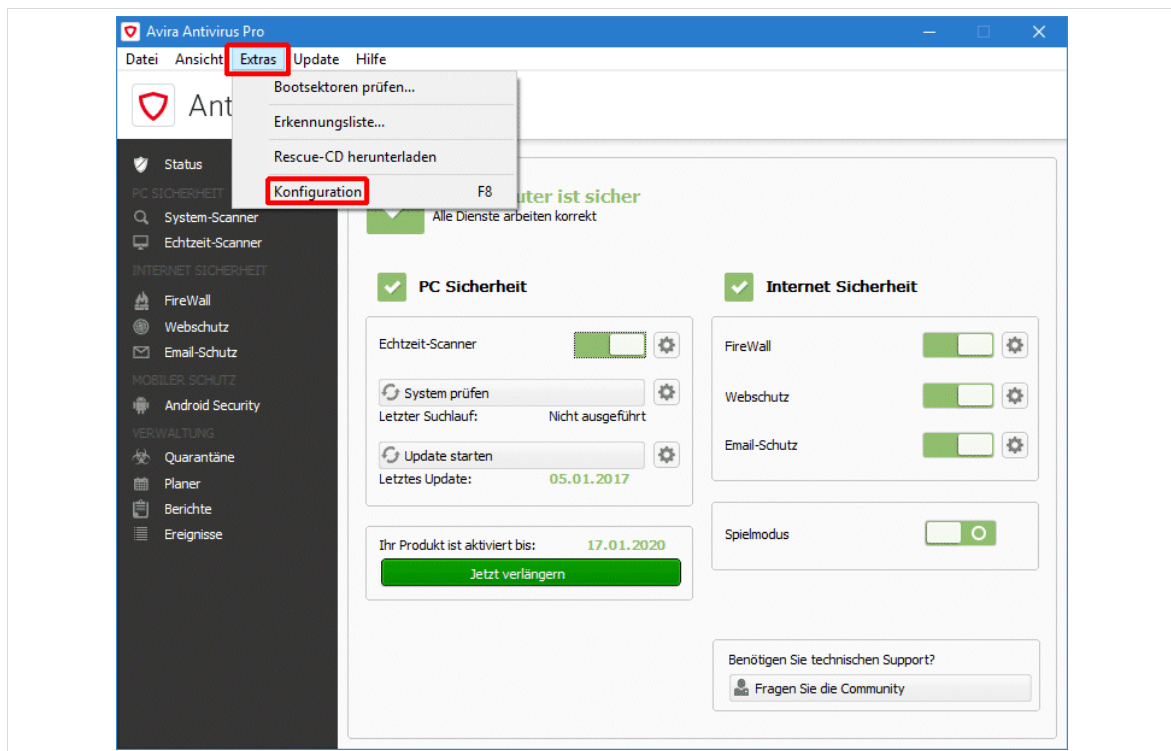 Avira Antivirus Pro
Datei Ansicht Extras Update Hilfe
Bootsektoren prüfen...
Erkennungsliste...
Rescue-CD herunterladen
Konfiguration F8
Ant
Status
PC SICHERHEIT
System-Scanner
Echtzeit-Scanner
INTERNET SICHERHEIT
FireWall
Webschutz
Email-Schutz
MOBILER SCHUTZ
Android Security
VERWALTUNG
Quarantäne
Planer
Berichte
Ereignisse
uter ist sicher
Alle Dienste arbeiten korrekt
PC Sicherheit
Echtzeit-Scanner
System prüfen
Letzter Suchlauf: Nicht ausgeführt
Update starten
Letztes Update: 05.01.2017
Ihr Produkt ist aktiviert bis: 17.01.2020
Jetzt verlängern
Internet Sicherheit
FireWall
Webschutz
Email-Schutz
Spielmodus
Benötigen Sie technischen Support?
Fragen Sie die Community